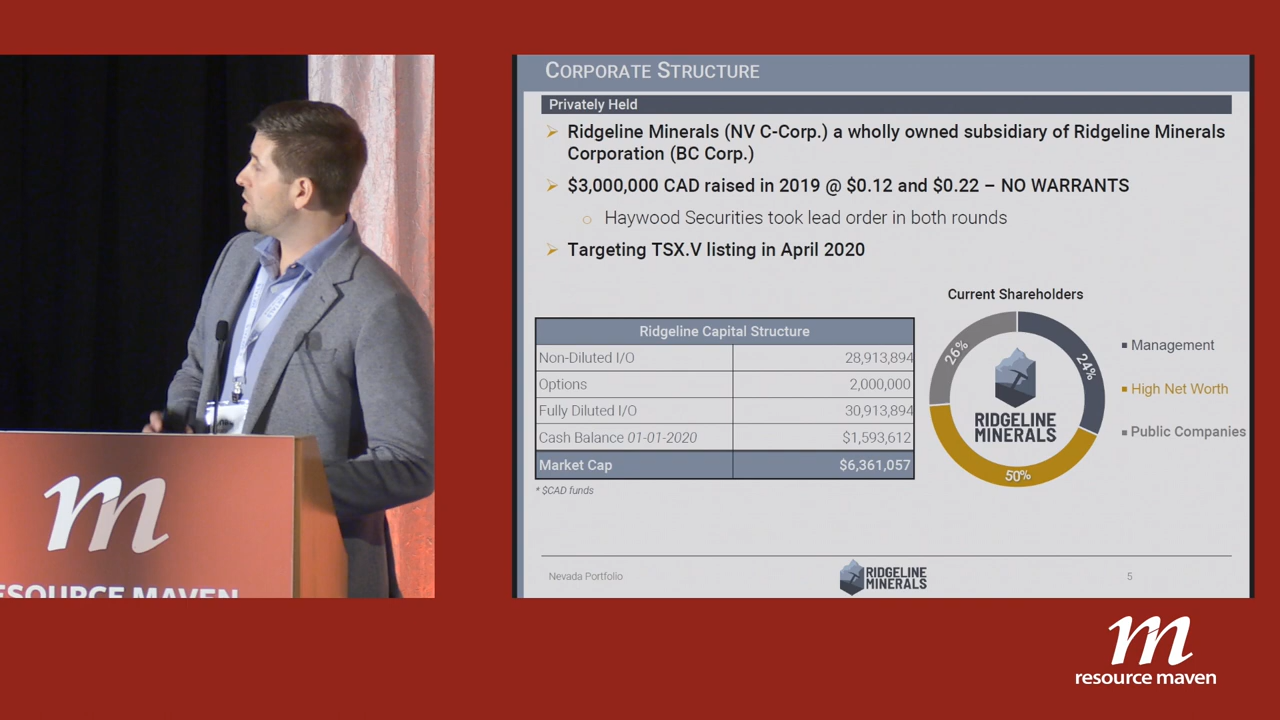 CORPORATE STRUCTURE
Privately Held
Ridgeline Minerals (NV C-Corp.) a wholly owned subsidiary of Ridgeline Minerals
Corporation (BC Corp.)
$3,000,000 CAD raised in 2019 @ $0.12 and $0.22 – NO WARRANTS
Haywood Securities took lead order in both rounds
Targeting TSX.V listing in April 2020
Ridgeline Capital Structure
Non-Diluted I/O 28,913,894
Options 2,000,000
Fully Diluted I/O 30,913,894
Cash Balance 01-01-2020 $1,593,612
Market Cap $6,361,057
* $CAD funds
Current Shareholders
26%
24%
50%
RIDGELINE
MINERALS
Management
High Net Worth
Public Companies
Nevada Portfolio
RIDGELINE
MINERALS
5
m
ESOURCE MAVEN
m
resource maven